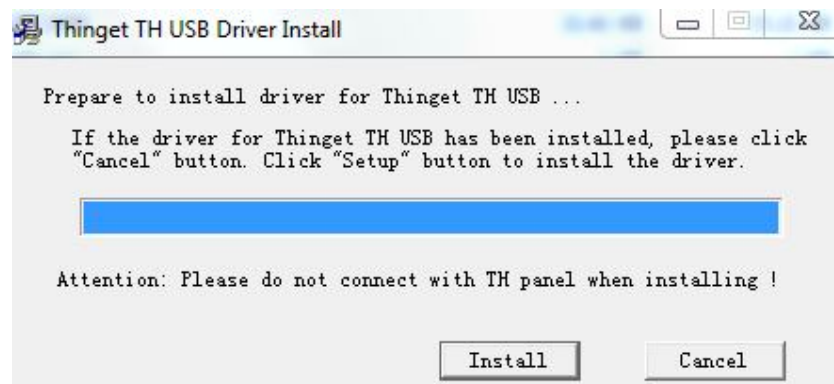 Thinget TH USB Driver Install
Prepare to install driver for Thinget TH USB ...
If the driver for Thinget TH USB has been installed, please click
"Cancel" button. Click "Setup" button to install the driver.
Attention: Please do not connect with TH panel when installing !
Install
Cancel